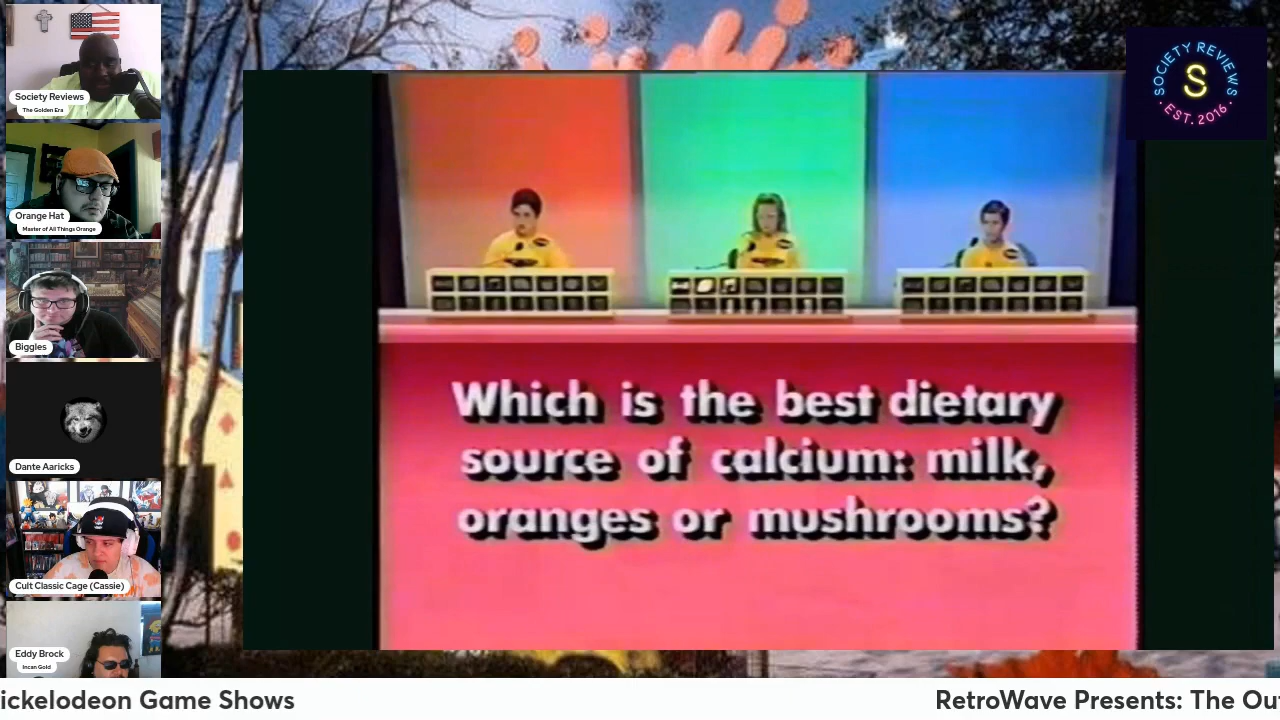 Society Reviews
The Golden Era
Orange Hat
Master of All Things Orange
Biggles
Dante Aaricks
Cult Classic Cage (Cassie)
Eddy Brock
Incan Gold
SOCIETY REVIEWS
S
· EST. 2016 ·
Which is the best dietary
source of calcium: milk,
oranges or mushrooms?
ickelodeon Game Shows
RetroWave Presents: The Ou